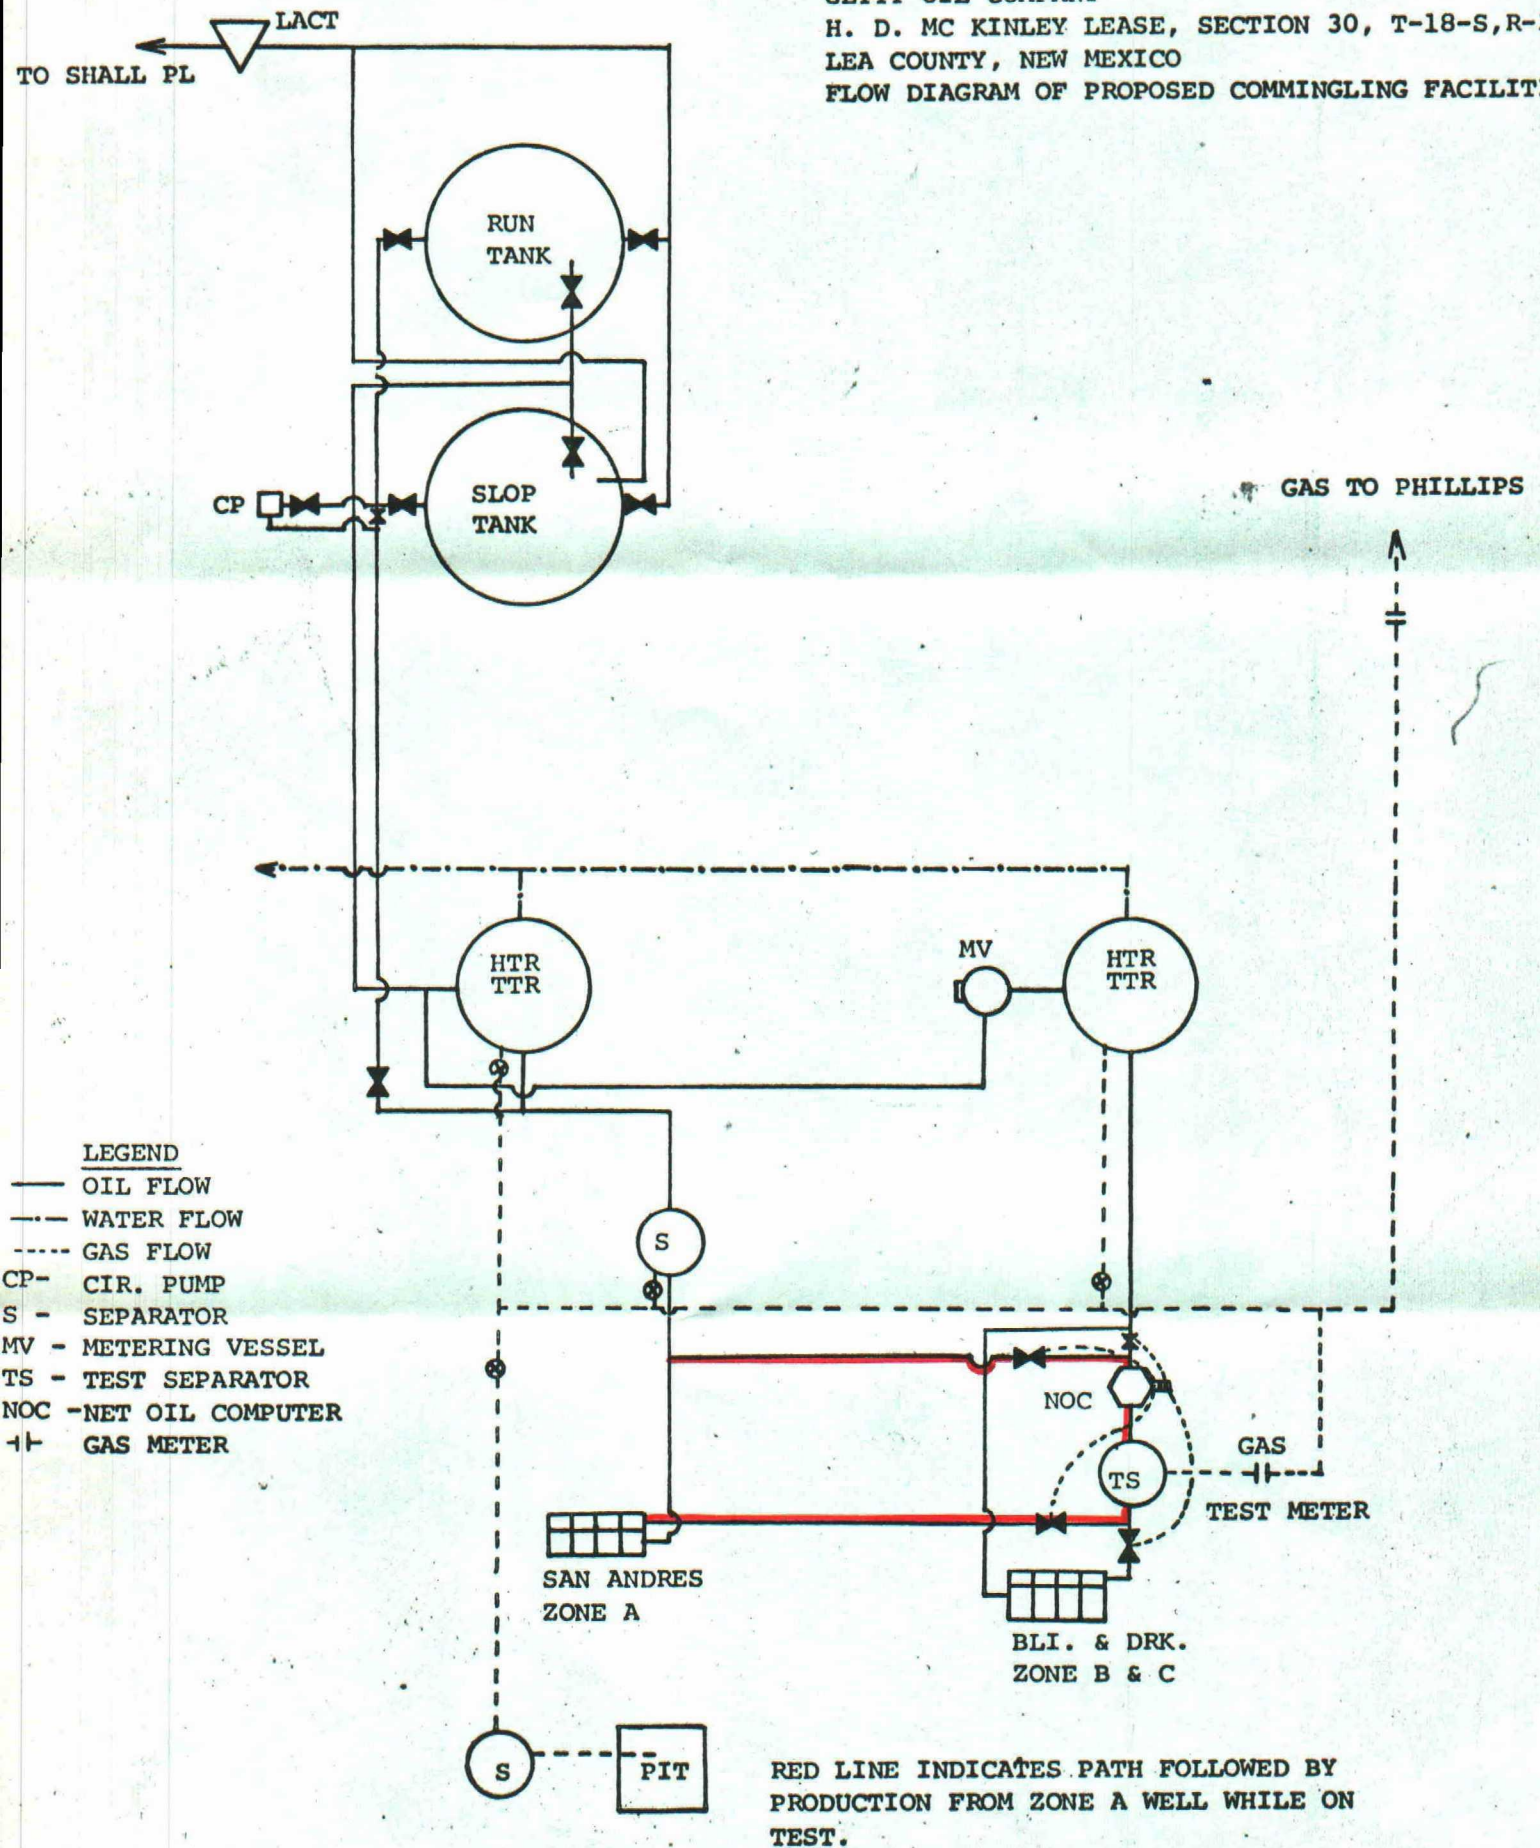 H. D. MC KINLEY LEASE, SECTION 30, T-18-S,R-
LEA COUNTY, NEW MEXICO
FLOW DIAGRAM OF PROPOSED COMMINGLING
LACT
TO SHALL PL
RUN
TANK
CP
SLOP
TANK
GAS TO PHILLIPS
HTR
TTR
MV
HTR
TTR
LEGEND
OIL FLOW
WATER FLOW
GAS FLOW
CP- CIR. PUMP
S - SEPARATOR
MV - METERING VESSEL
TS - TEST SEPARATOR
NOC -NET OIL COMPUTER
GAS METER
S
NOC
TS
GAS
TEST METER
SAN ANDRES
ZONE A
BLI. & DRK.
ZONE B & C
S
PIT
RED LINE INDICATES PATH FOLLOWED BY
PRODUCTION FROM ZONE A WELL WHILE ON
TEST.